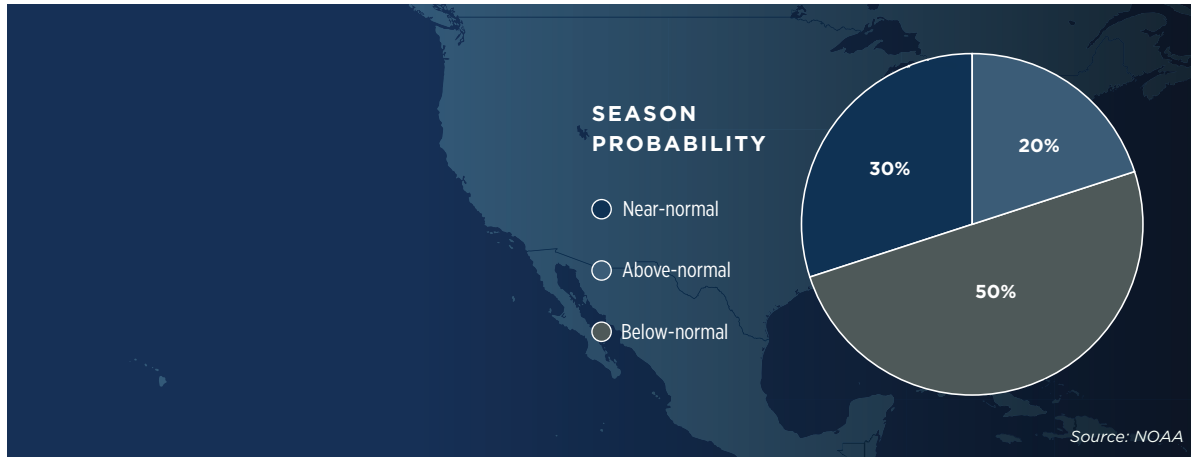 SEASON
PROBABILITY
Near-normal
Above-normal
Below-normal
30%
20%
50%
Source: NOAA